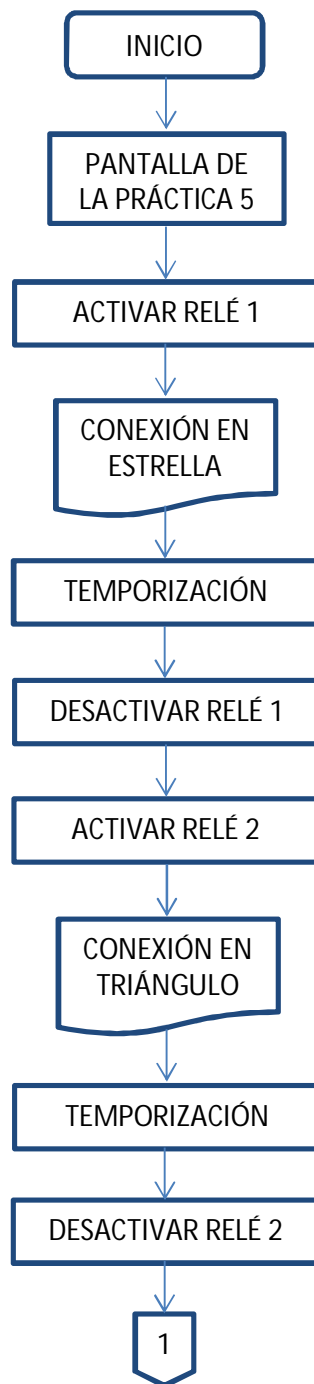 INICIO
PANTALLA DE
LA PRÁCTICA 5
ACTIVAR RELÉ 1
CONEXIÓN EN
ESTRELLA
TEMPORIZACIÓN
DESACTIVAR RELÉ 1
ACTIVAR RELÉ 2
CONEXIÓN EN
TRIÁNGULO
TEMPORIZACIÓN
DESACTIVAR RELÉ 2
1